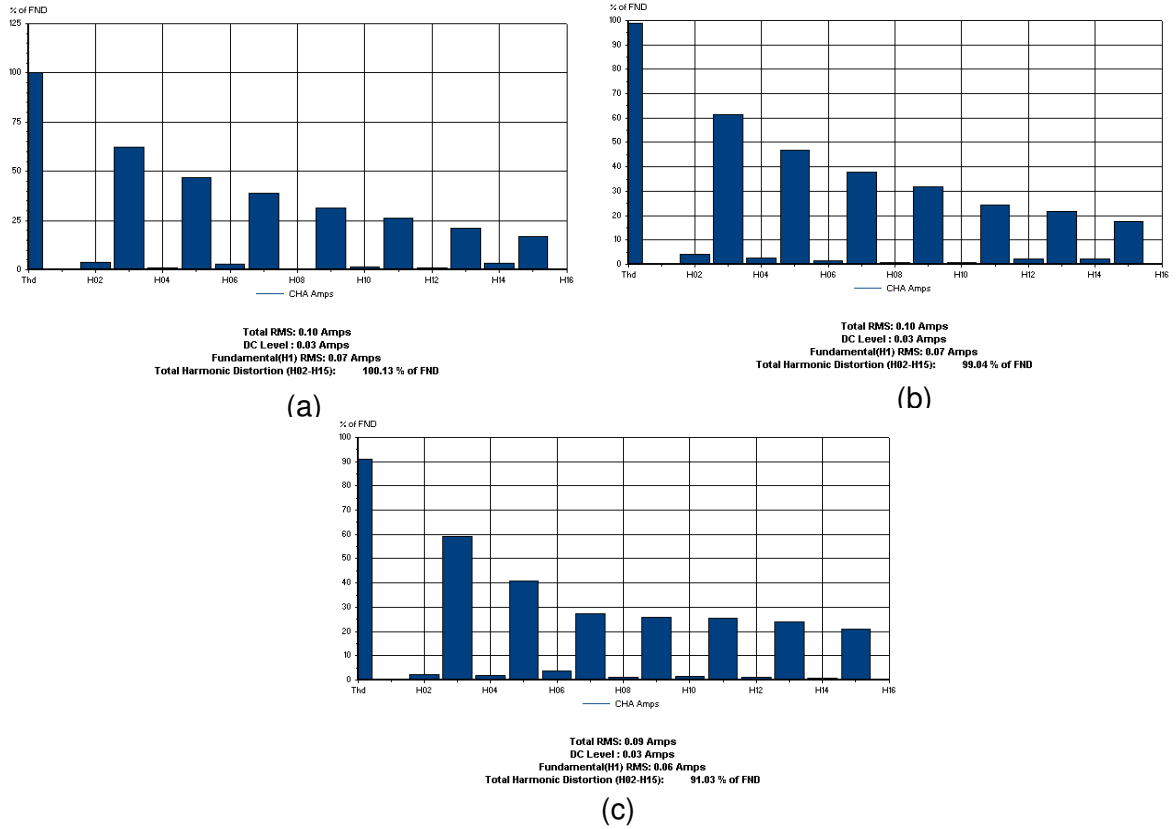 % of FND
125
100
75
50
25
0
Thd H02 H04 H06 H08 H10 H12 H14 H16
CHA Amps
Total RMS: 0.10 Amps
DC Level : 0.03 Amps
Fundamental(H1) RMS: 0.07 Amps
Total Harmonic Distortion (H02-H15): 100.13 % of FND
(a)
% of FND
100
90
80
70
60
50
40
30
20
10
0
Thd H02 H04 H06 H08 H10 H12 H14 H16
CHA Amps
Total RMS: 0.10 Amps
DC Level : 0.03 Amps
Fundamental(H1) RMS: 0.07 Amps
Total Harmonic Distortion (H02-H15): 99.04 % of FND
(b)
% of FND
100
90
80
70
60
50
40
30
20
10
0
Thd H02 H04 H06 H08 H10 H12 H14 H16
CHA Amps
Total RMS: 0.09 Amps
DC Level : 0.03 Amps
Fundamental(H1) RMS: 0.06 Amps
Total Harmonic Distortion (H02-H15): 91.03 % of FND
(c)